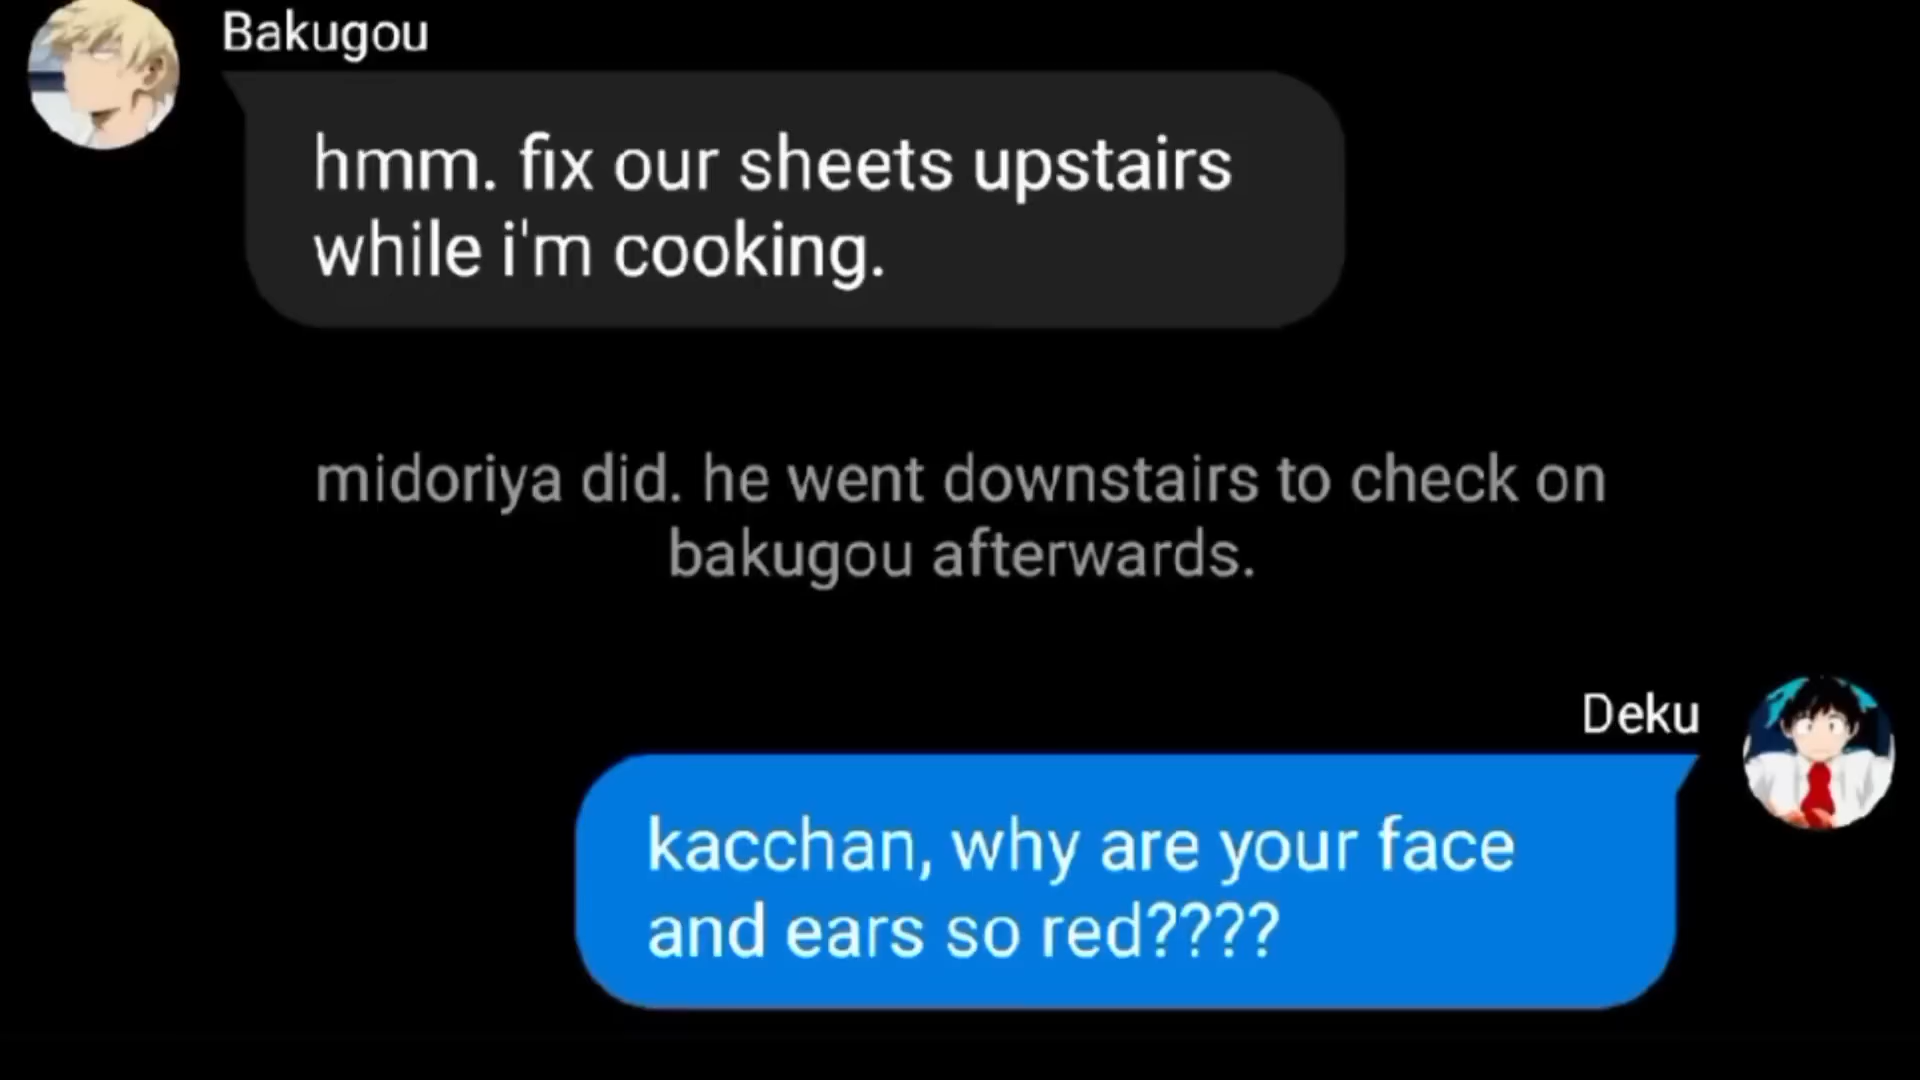 Bakugou
hmm. fix our sheets upstairs
while i'm cooking.
midoriya did. he went downstairs to check on
bakugou afterwards.
Deku
kacchan, why are your face
and ears so red????